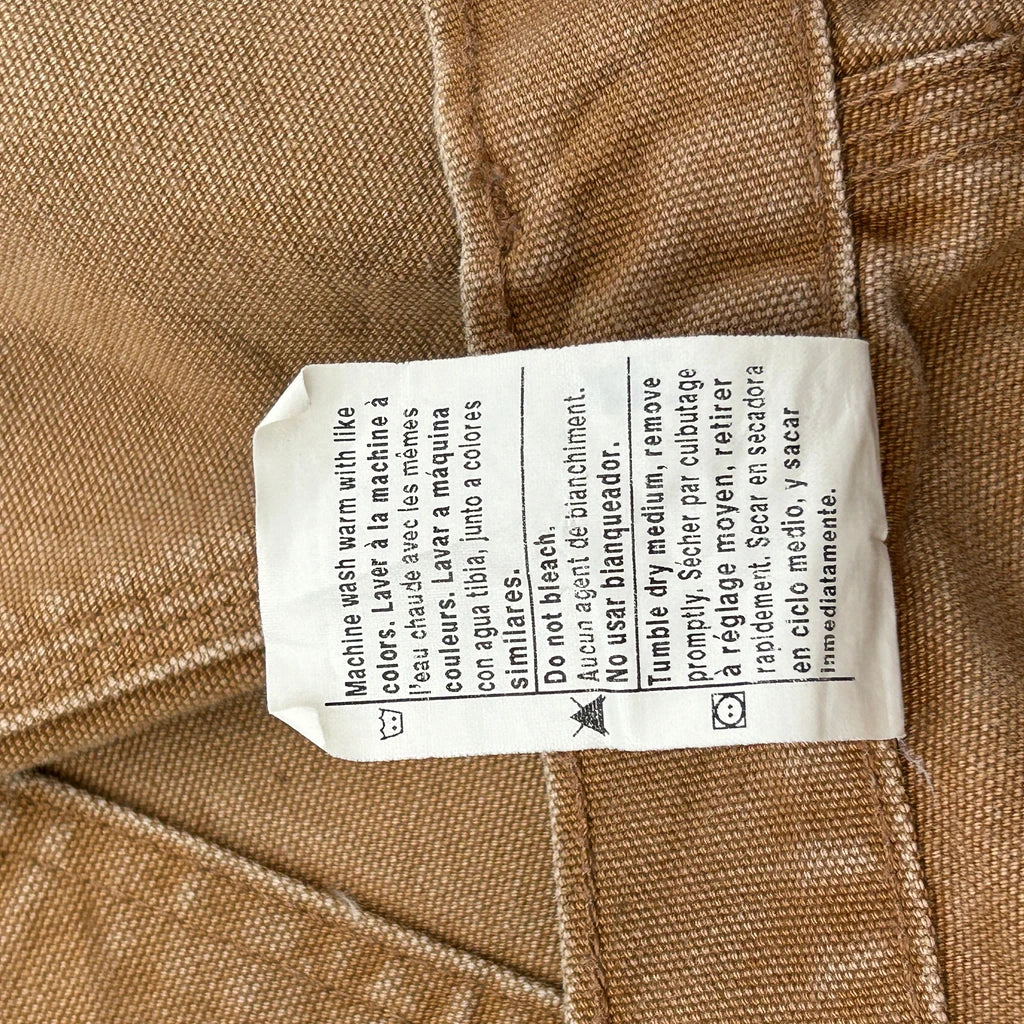 Machine wash warm with like
colors. Laver à la machine à
l'eau chaude avec les mêmes
couleurs. Lavar a máquina
con agua tibia, junto a colores
similares.
Do not bleach.
Aucun agent de blanchiment.
No usar blanqueador.
Tumble dry medium, remove
promptly. Sécher par culbutage
à réglage moyen, retirer
rapidement. Secar en secadora
en ciclo medio, y sacar
inmediatamente.